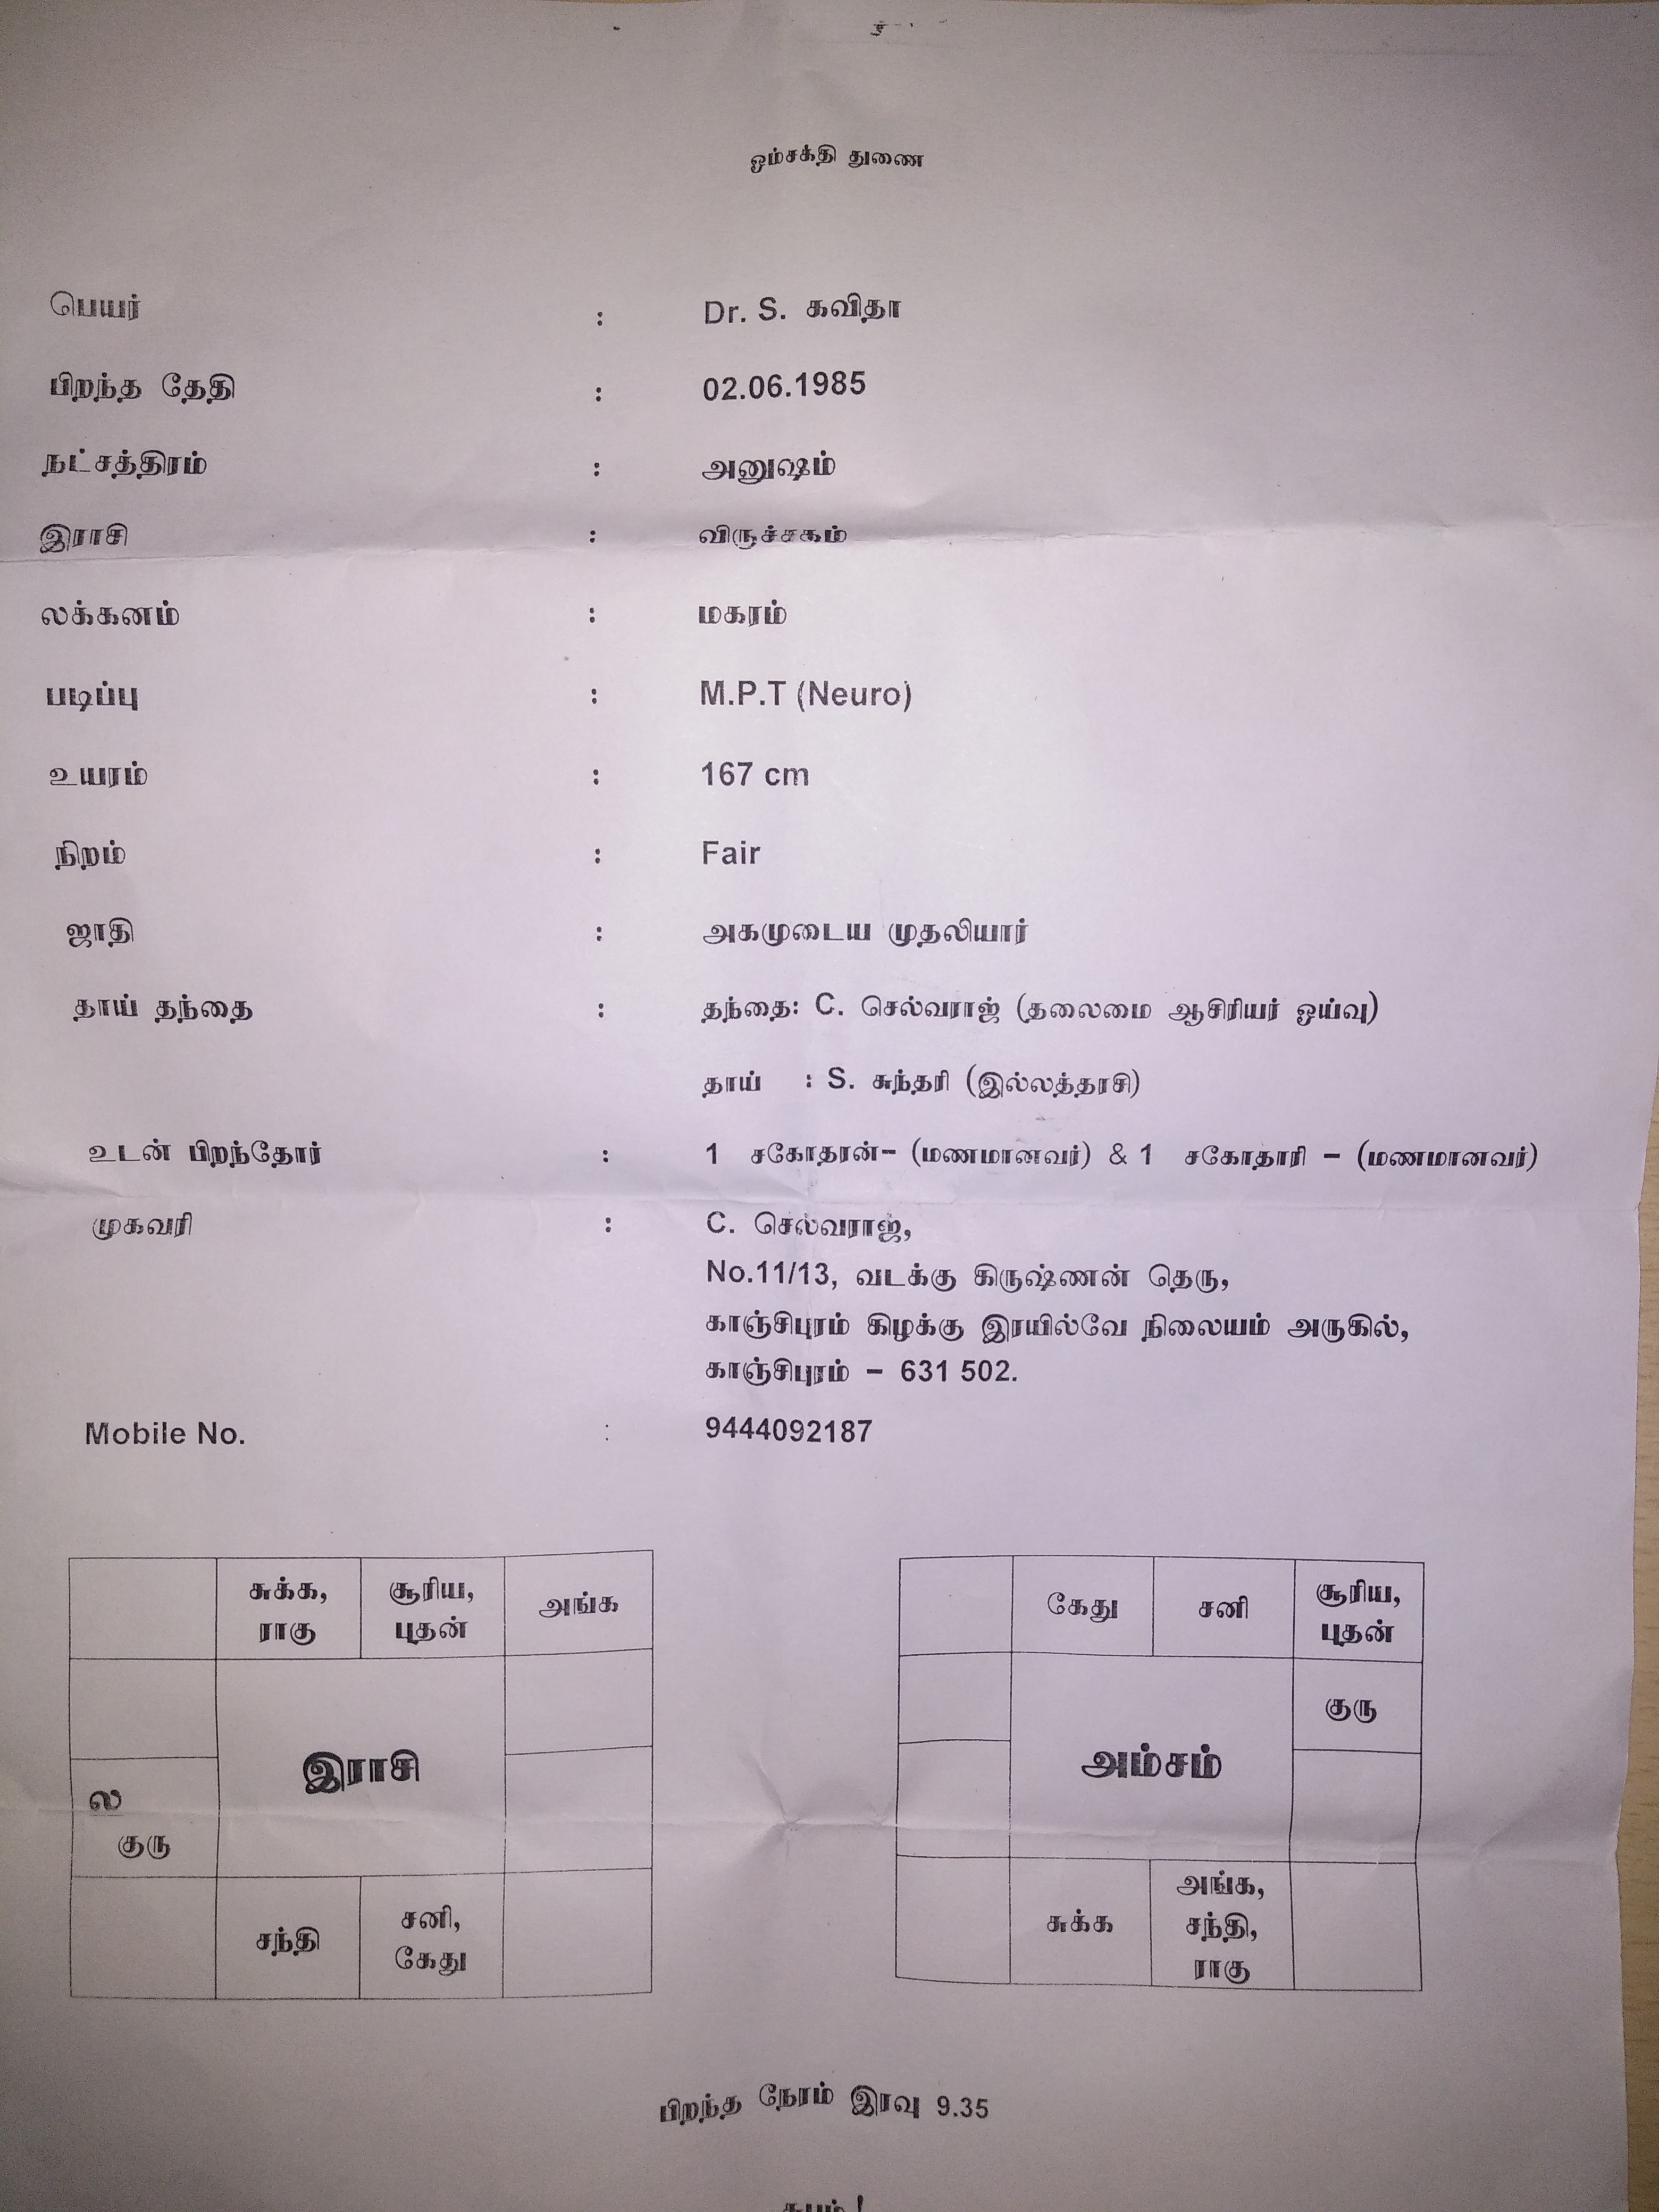 ஓம்சக்தி துணை
பெயர் : Dr. S. கவிதா
பிறந்த தேதி : 02.06.1985
நட்சத்திரம் : அனுஷம்
இராசி : விருச்சகம்
லக்கனம் : மகரம்
படிப்பு : M.P.T (Neuro)
உயரம் : 167 cm
நிறம் : Fair
ஜாதி : அகமுடைய முதலியார்
தாய் தந்தை : தந்தை: C. செல்வராஜ் (தலைமை ஆசிரியர் ஓய்வு)
தாய் : S. சுந்தரி (இல்லத்தரசி)
உடன் பிறந்தோர் : 1 சகோதரன்– (மணமானவர்) & 1 சகோதாரி – (மணமானவர்)
முகவரி : C. செல்வராஜ்,
No.11/13, வடக்கு கிருஷ்ணன் தெரு,
காஞ்சிபுரம் கிழக்கு இரயில்வே நிலையம் அருகில்,
காஞ்சிபுரம் – 631 502.
Mobile No. : 9444092187
சுக்க,
ராகு
சூரிய,
புதன்
அங்க
இராசி
ல
குரு
சந்தி
சனி,
கேது
கேது
சனி
சூரிய,
புதன்
குரு
அம்சம்
சுக்க
அங்க,
சந்தி,
ராகு
பிறந்த நேரம் இரவு 9.35